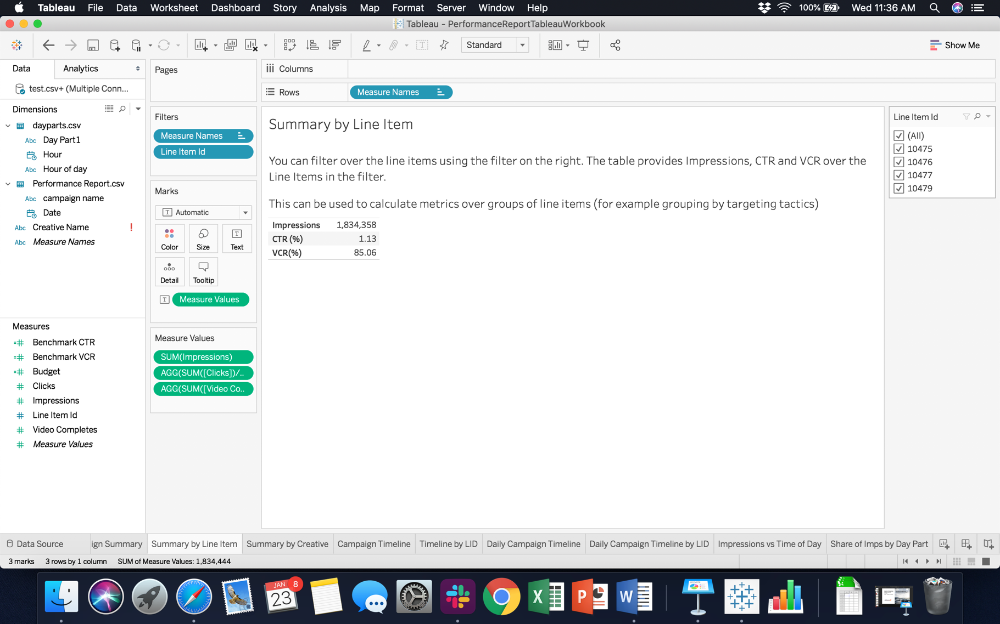 Tableau File Data Worksheet Dashboard Story Analysis Map Format Server Window Help 100% Wed 11:36 AM
Tableau - PerformanceReportTableauWorkbook
Standard
Show Me
Data Analytics
test.csv+ (Multiple Conn...
Dimensions
dayparts.csv
Abc Day Part1
Hour
Abc Hour of day
Performance Report.csv
Abc campaign name
Date
Abc Creative Name !
Abc Measure Names
Measures
Benchmark CTR
Benchmark VCR
Budget
Clicks
Impressions
Line Item Id
Video Completes
Measure Values
Pages
Filters
Measure Names
Line Item Id
Marks
T Automatic
Color Size Text
Detail Tooltip
T Measure Values
Measure Values
SUM(Impressions)
AGG(SUM([Clicks])/..
AGG(SUM([Video Co..
Columns
Rows Measure Names
Summary by Line Item
You can filter over the line items using the filter on the right. The table provides Impressions, CTR and VCR over the
Line Items in the filter.
This can be used to calculate metrics over groups of line items (for example grouping by targeting tactics)
Impressions 1,834,358
CTR (%) 1.13
VCR(%) 85.06
Line Item Id
(All)
10475
10476
10477
10479
Data Source ign Summary Summary by Line Item Summary by Creative Campaign Timeline Timeline by LID Daily Campaign Timeline Daily Campaign Timeline by LID Impressions vs Time of Day Share of Imps by Day Part
3 marks 3 rows by 1 column SUM of Measure Values: 1,834,444
JAN 8
23
X P W